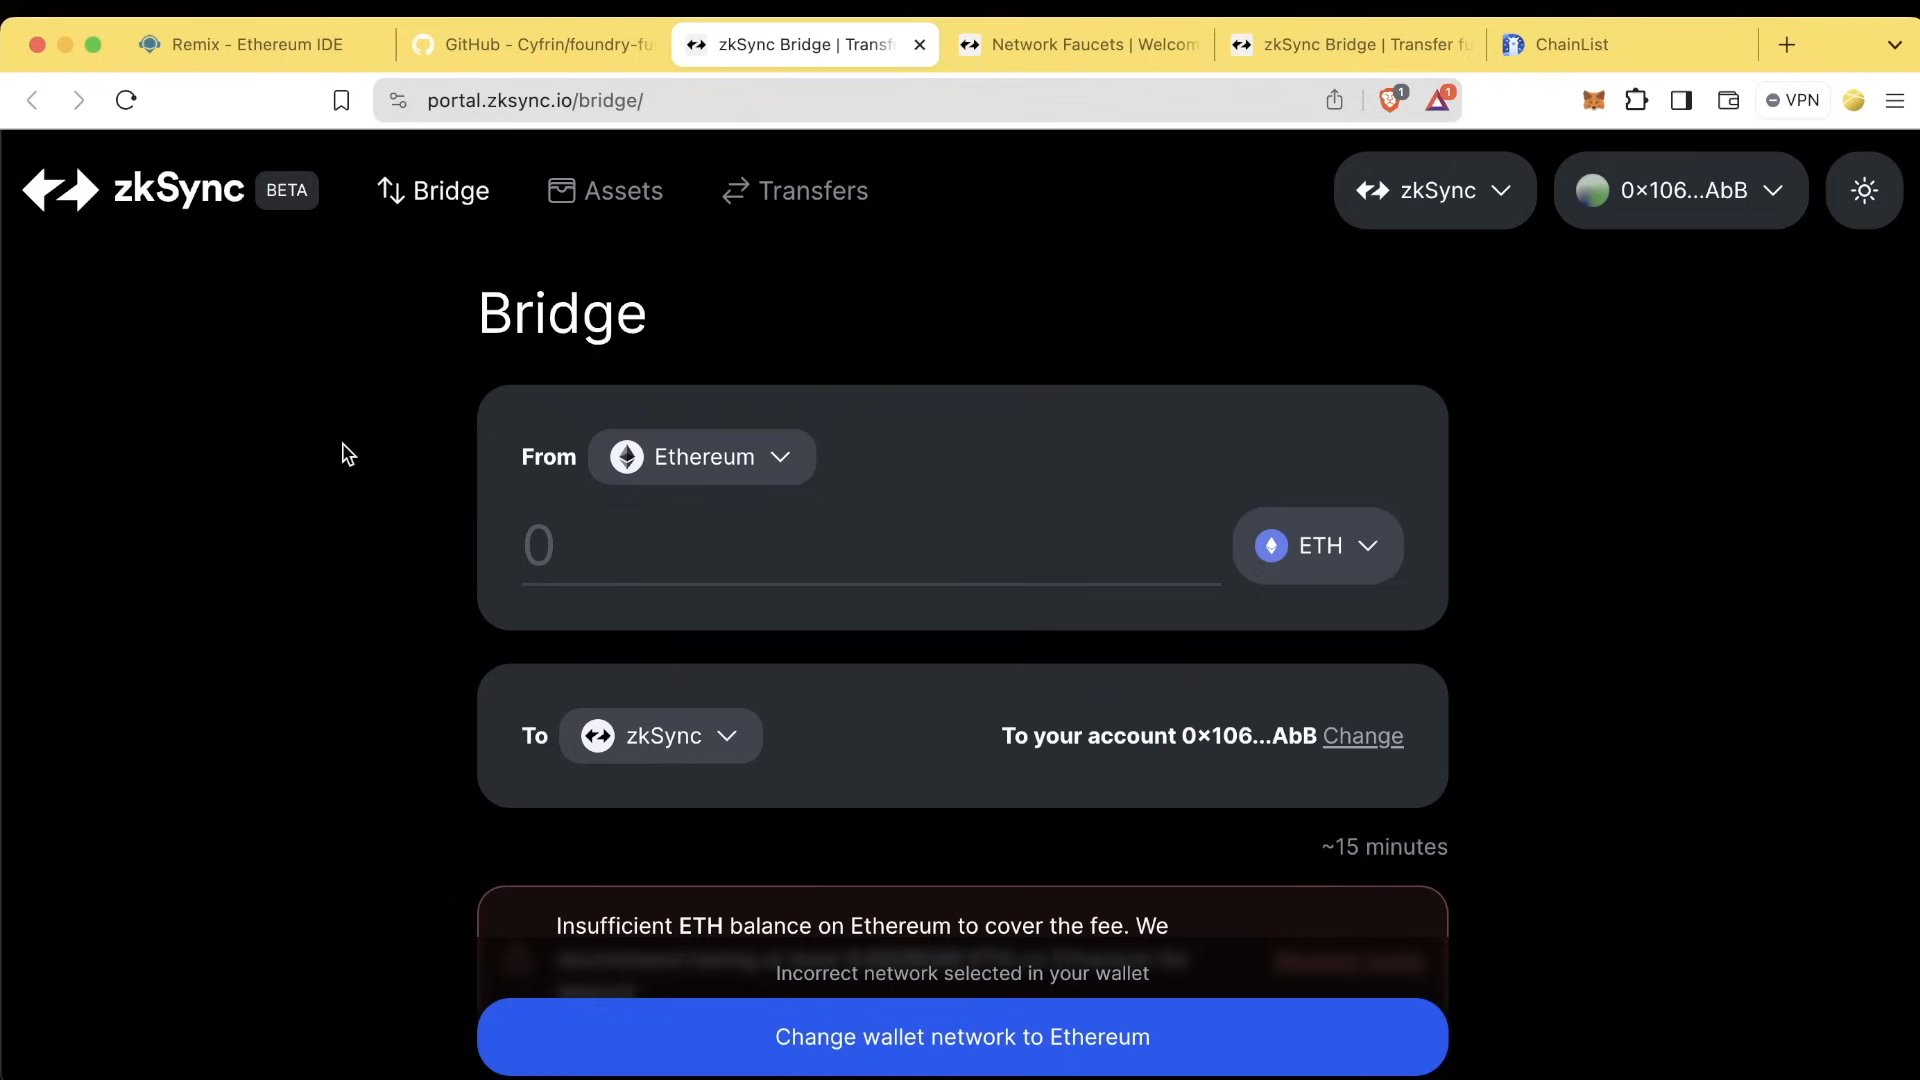 Remix - Ethereum IDE
GitHub - Cyfrin/foundry-fu
zkSync Bridge | Transf
Network Faucets | Welcom
zkSync Bridge | Transfer fu
ChainList
portal.zksync.io/bridge/
1
1
VPN
zkSync
BETA
Bridge
Assets
Transfers
zkSync
0×106...AbB
Bridge
From
Ethereum
0
ETH
To
zkSync
To your account 0×106...AbB Change
~15 minutes
Insufficient ETH balance on Ethereum to cover the fee. We
Incorrect network selected in your wallet
Change wallet network to Ethereum